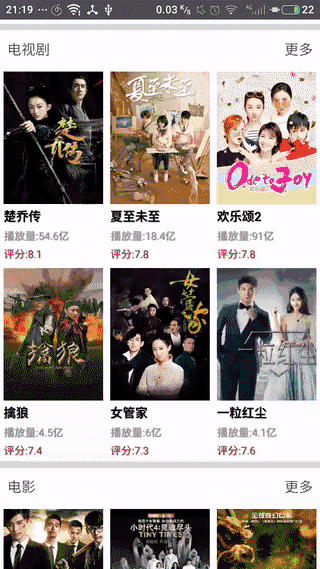 21:19 ... 0.03 K/s 4G 22
电视剧 更多
楚乔传
夏至未至
Ode to Joy
楚乔传 夏至未至 欢乐颂2
播放量:54.6亿 播放量:18.4亿 播放量:91亿
评分:8.1 评分:7.8 评分:7.8
擒狼
女管家
一粒红尘
擒狼 女管家 一粒红尘
播放量:4.5亿 播放量:6亿 播放量:4.1亿
评分:7.4 评分:7.3 评分:7.6
电影 更多
小时代4:灵魂尽头
TINY TIMES